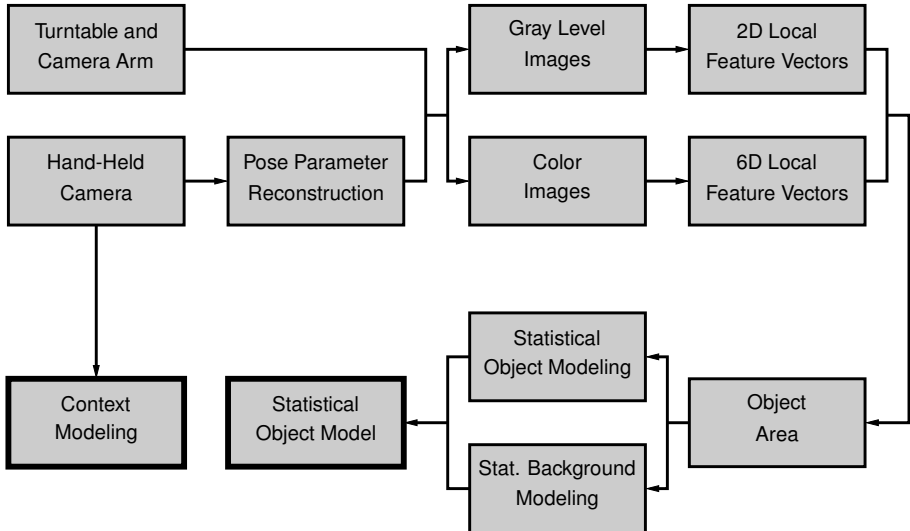 Turntable and
Camera Arm
Gray Level
Images
2D Local
Feature Vectors
Hand-Held
Camera
Pose Parameter
Reconstruction
Color
Images
6D Local
Feature Vectors
Statistical
Object Modeling
Context
Modeling
Statistical
Object Model
Object
Area
Stat. Background
Modeling